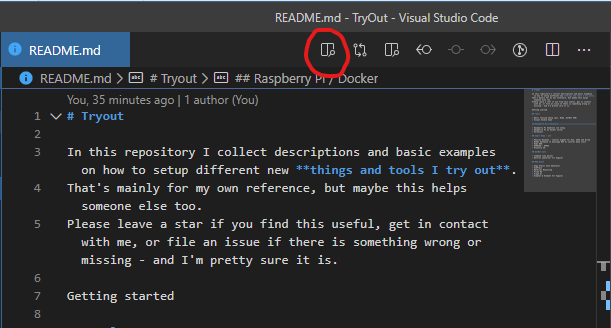 README.md - TryOut - Visual Studio Code
README.md
README.md > # Tryout > ## Raspberry Pi / Docker
You, 35 minutes ago | 1 author (You)
1 # Tryout
2
3 In this repository I collect descriptions and basic examples
on how to setup different new **things and tools I try out**.
4 That's mainly for my own reference, but maybe this helps
someone else too.
5 Please leave a star if you find this useful, get in contact
with me, or file an issue if there is something wrong or
missing - and I'm pretty sure it is.
6
7 Getting started